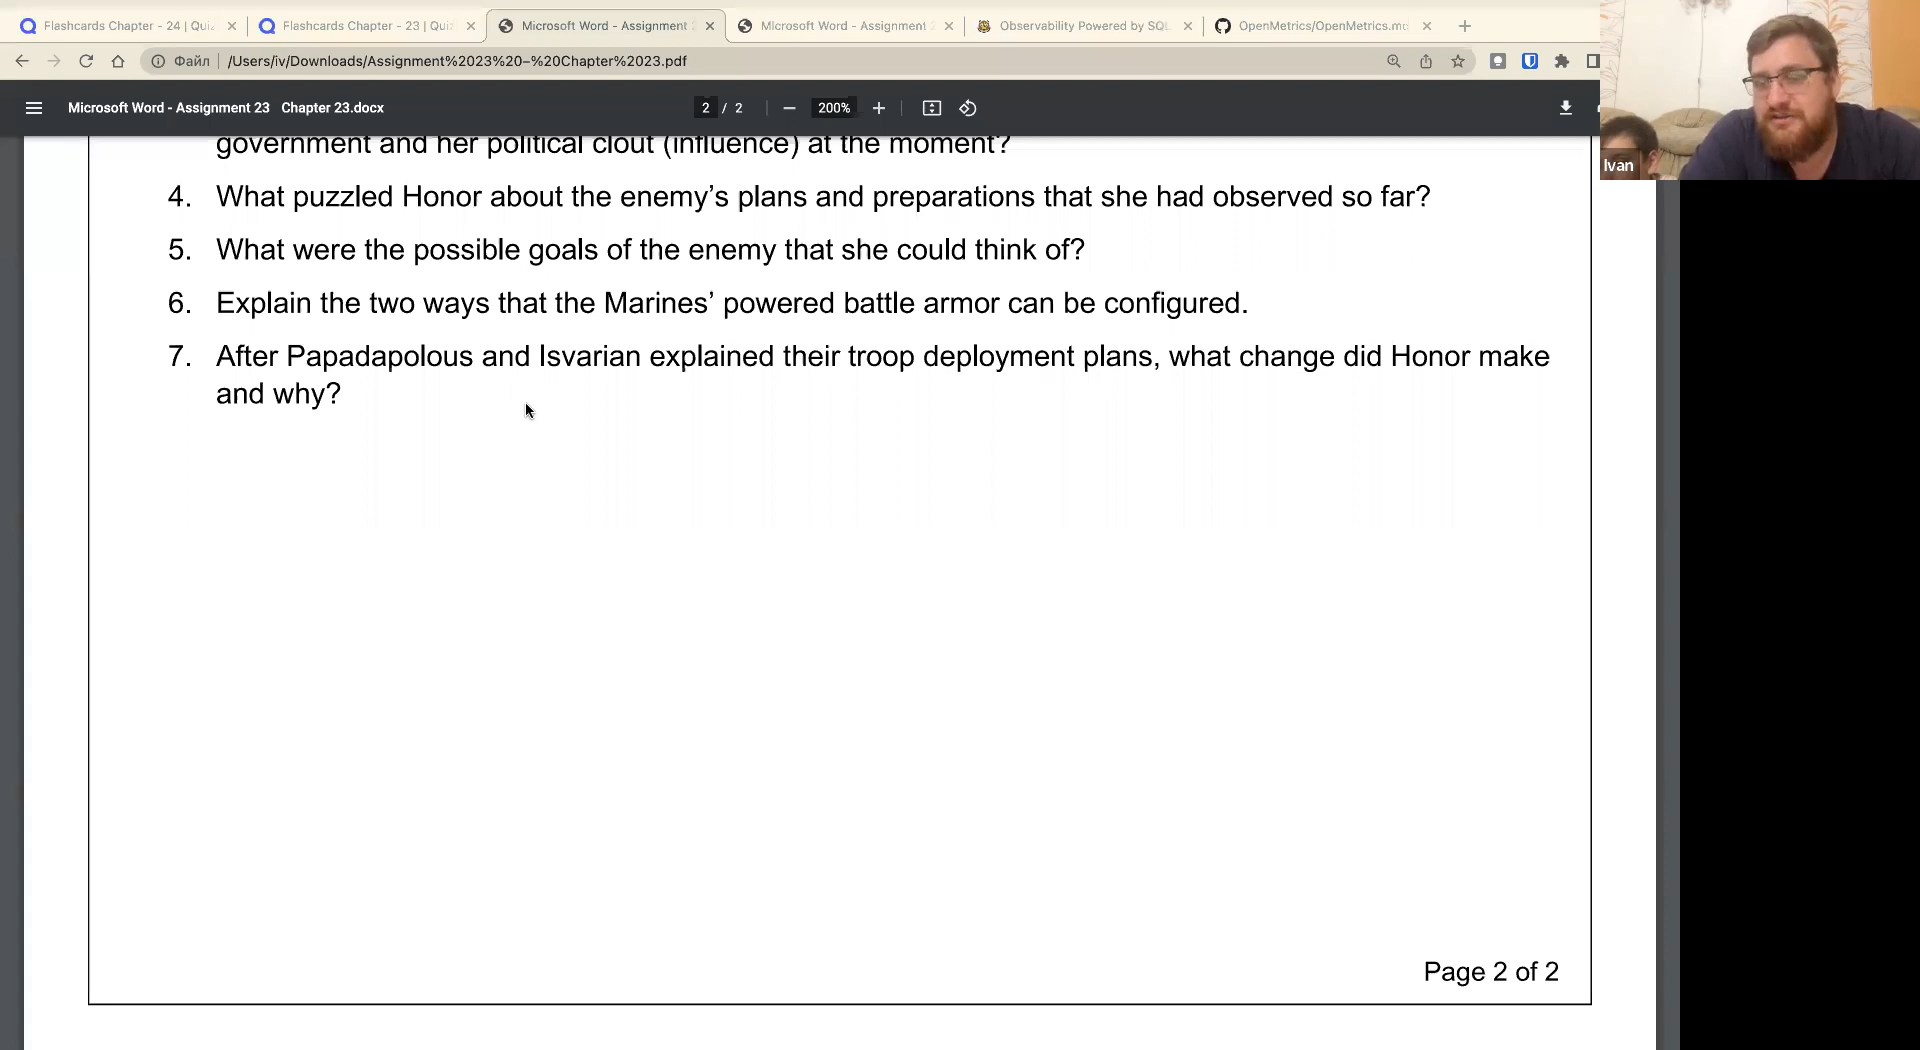 Flashcards Chapter - 24 | Qui
Flashcards Chapter - 23 | Qui
Microsoft Word - Assignment
Microsoft Word - Assignment
Observability Powered by SQL
OpenMetrics/OpenMetrics.m
Файл
/Users/iv/Downloads/Assignment%2023%20–%20Chapter%2023.pdf
Microsoft Word - Assignment 23 Chapter 23.docx
2 / 2
200%
Ivan
government and her political clout (influence) at the moment?
4. What puzzled Honor about the enemy’s plans and preparations that she had observed so far?
5. What were the possible goals of the enemy that she could think of?
6. Explain the two ways that the Marines’ powered battle armor can be configured.
7. After Papadapolous and Isvarian explained their troop deployment plans, what change did Honor make
and why?
Page 2 of 2